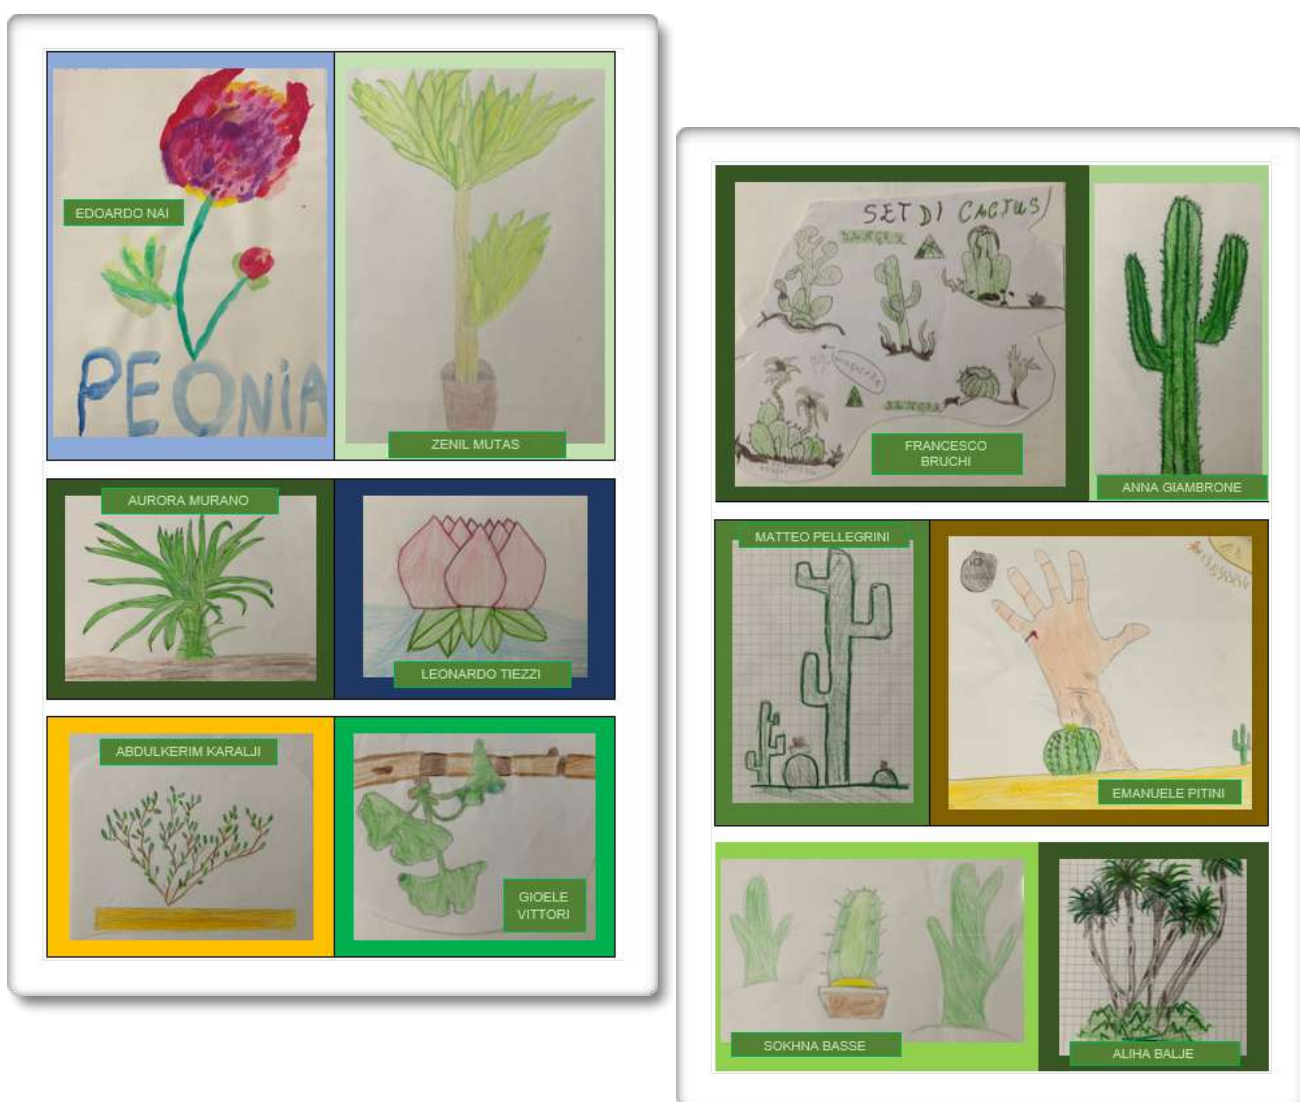 EDOARDO NAI
PEONiA
ZENIL MUTAS
AURORA MURANO
LEONARDO TIEZZI
ABDULKERIM KARALJI
GIOELE
VITTORI
SET DI CACTUS
FRANCESCO
BRUCHI
ANNA GIAMBRONE
MATTEO PELLEGRINI
EMANUELE PITINI
SOKHNA BASSE
ALIHA BALJE